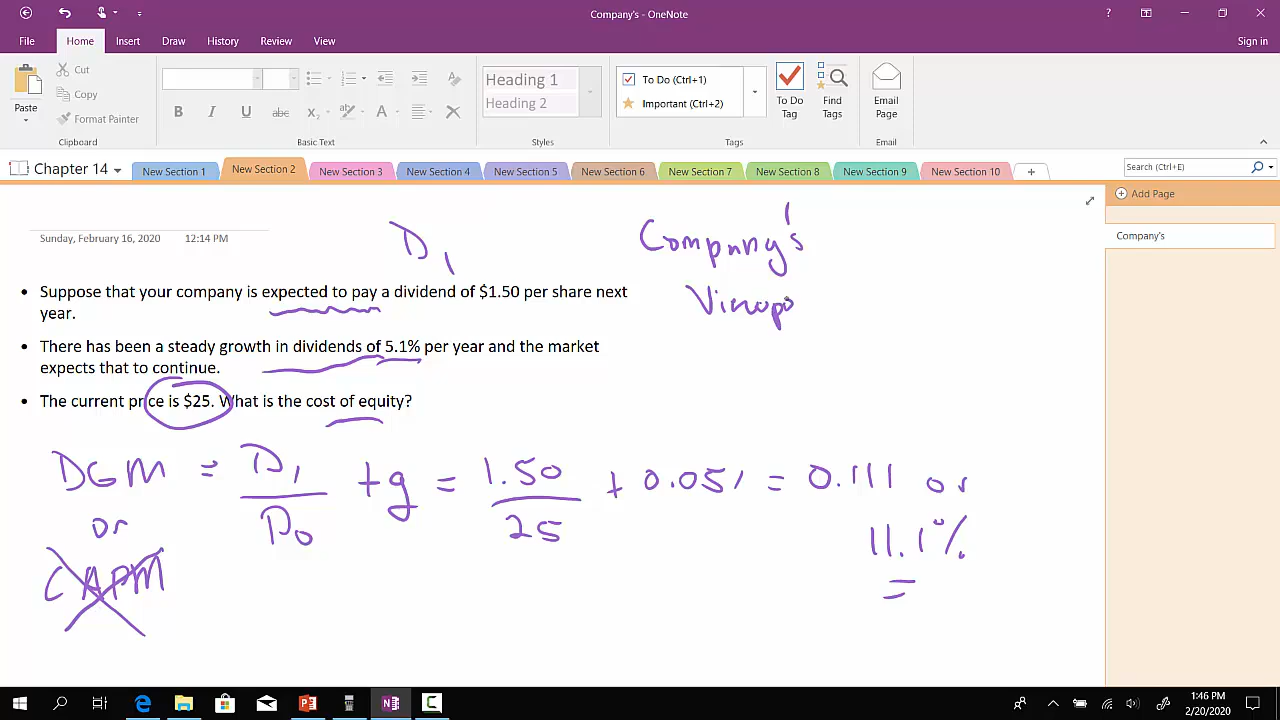 Company's - OneNote
File Home Insert Draw History Review View Sign in
Paste
Cut
Copy
Format Painter
Clipboard
B I U abc X₂ A
Basic Text
Heading 1
Heading 2
Styles
To Do (Ctrl+1)
Important (Ctrl+2)
To Do Tag
Find Tags
Tags
Email Page
Email
Chapter 14 New Section 1 New Section 2 New Section 3 New Section 4 New Section 5 New Section 6 New Section 7 New Section 8 New Section 9 New Section 10 +
Search (Ctrl+E)
Add Page
Company's
Sunday, February 16, 2020 12:14 PM
D₁
Company's
• Suppose that your company is expected to pay a dividend of $1.50 per share next
year.
• There has been a steady growth in dividends of 5.1% per year and the market
expects that to continue.
• The current price is $25. What is the cost of equity?
DGM = D₁ / P₀ + g = 1.50 / 25 + 0.051 = 0.111 or
11.1%
or
CAPM
1:46 PM
2/20/2020